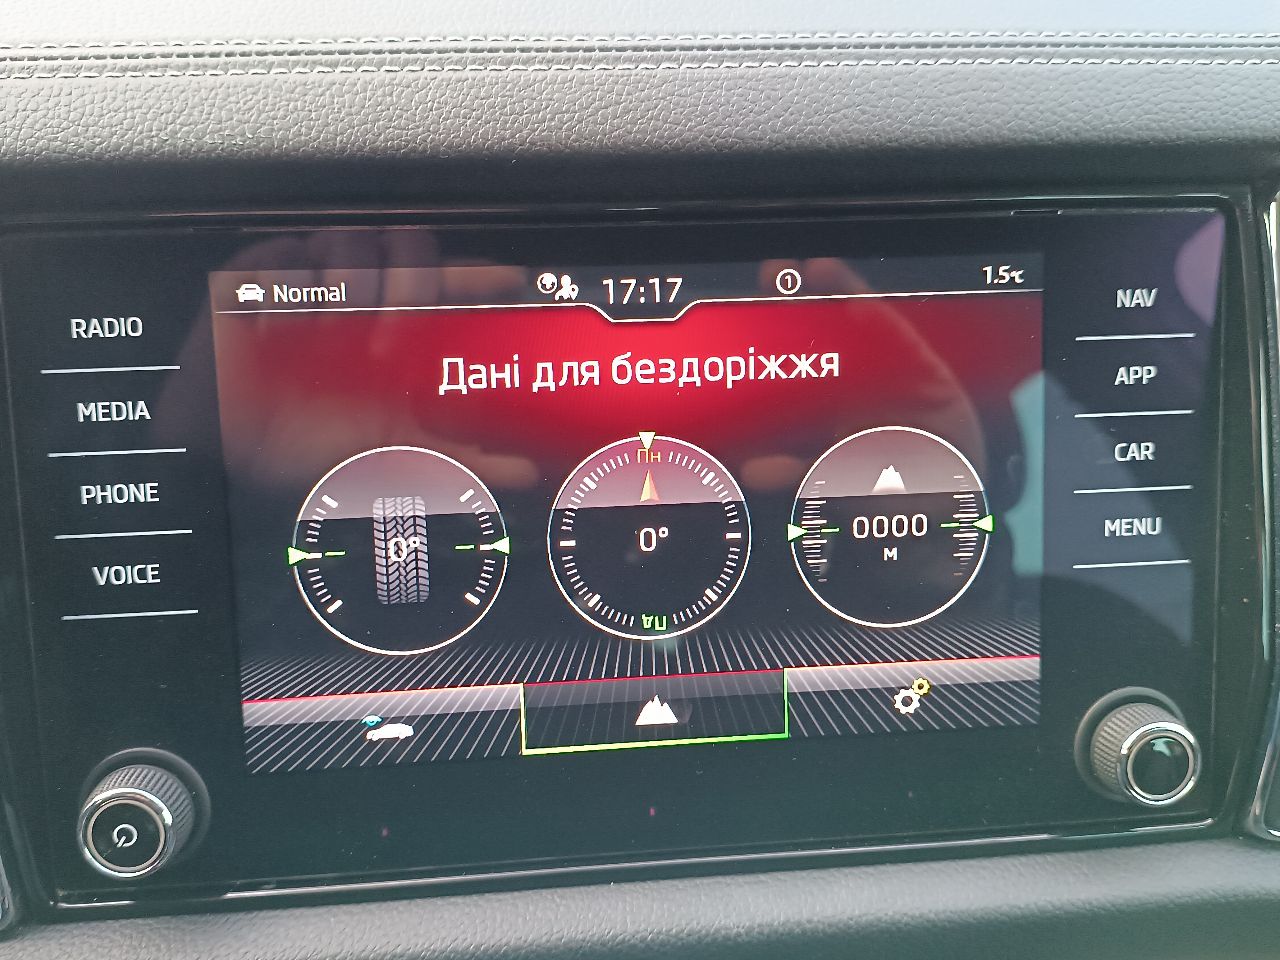 Normal
17:17
1
1.5℃
RADIO
MEDIA
PHONE
VOICE
Дані для бездоріжжя
0°
Пн
0°
Пд
0000
м
NAV
APP
CAR
MENU